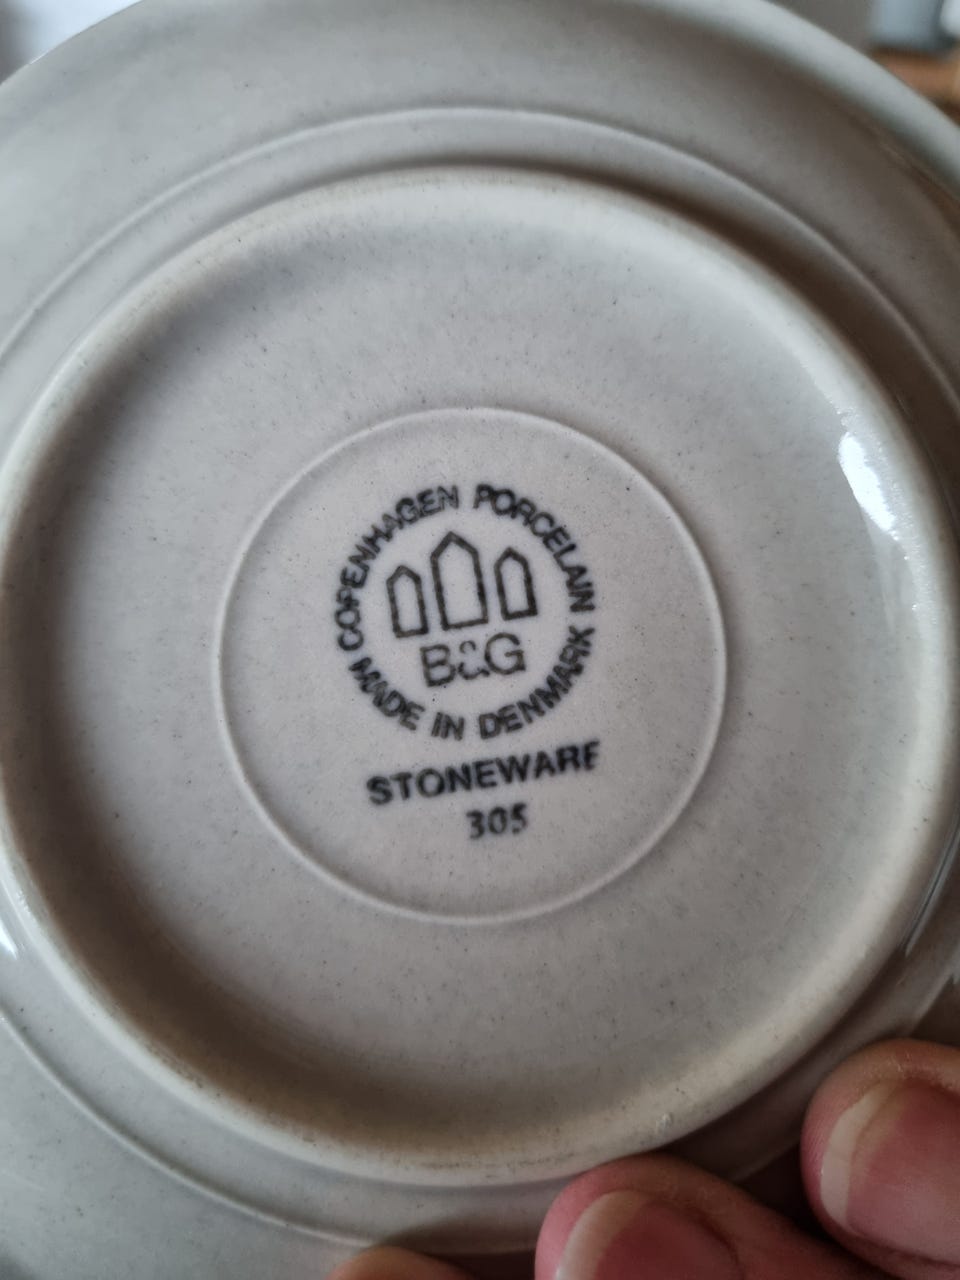 COPENHAGEN PORCELAIN
B&G
MADE IN DENMARK
STONEWARE
305